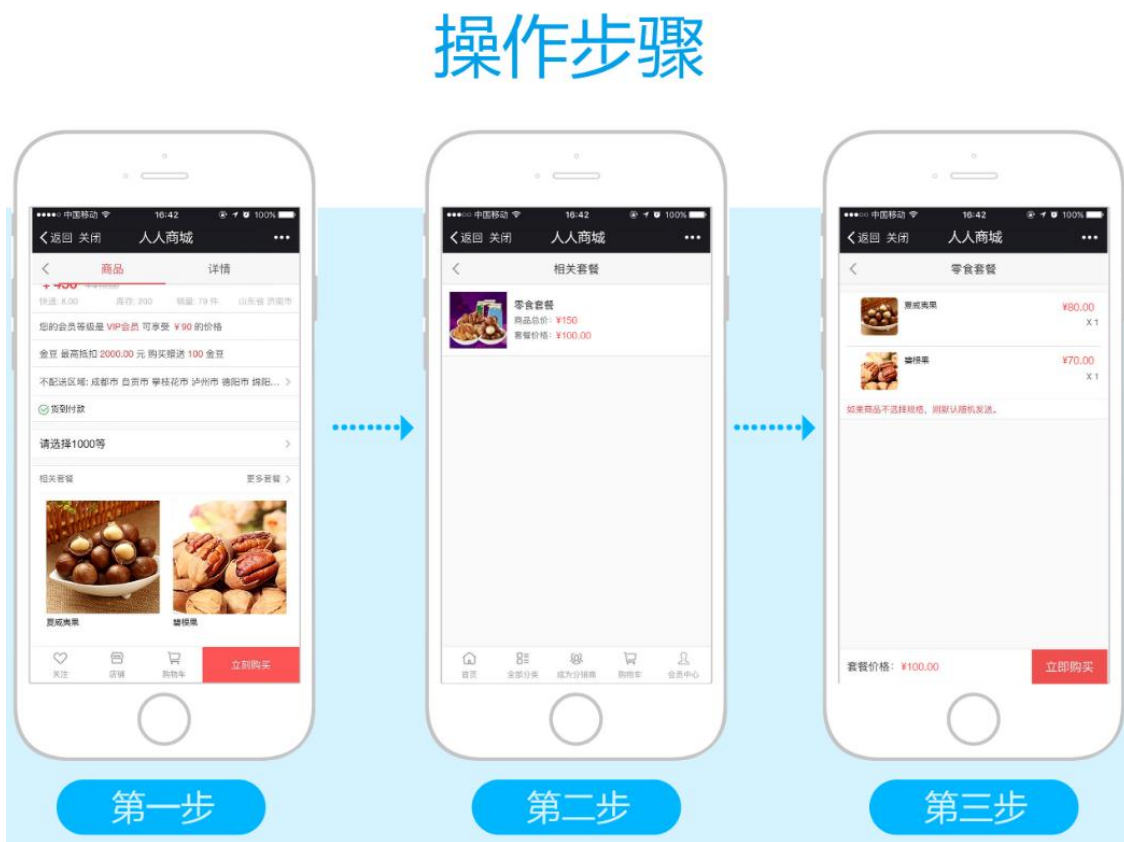 操作步骤
中国移动 16:42 100%
返回 关闭 人人商城
商品 详情
快递: 8.00 库存: 200 销量: 79 件 山东省 济南市
您的会员等级是 VIP会员 可享受 ¥90 的价格
金豆 最高抵扣 2000.00 元 购买赠送 100 金豆
不配送区域: 成都市 自贡市 攀枝花市 泸州市 德阳市 绵阳...
货到付款
请选择1000等
相关套餐 更多套餐
夏威夷果 碧根果
关注 店铺 购物车 立刻购买
第一步
中国移动 16:42 100%
返回 关闭 人人商城
相关套餐
零食套餐
商品总价: ¥150
套餐价格: ¥100.00
首页 全部分类 成为分销商 购物车 会员中心
第二步
中国移动 16:42 100%
返回 关闭 人人商城
零食套餐
夏威夷果 ¥80.00
X 1
碧根果 ¥70.00
X 1
如果商品不选择规格，则默认随机发送。
套餐价格: ¥100.00 立即购买
第三步